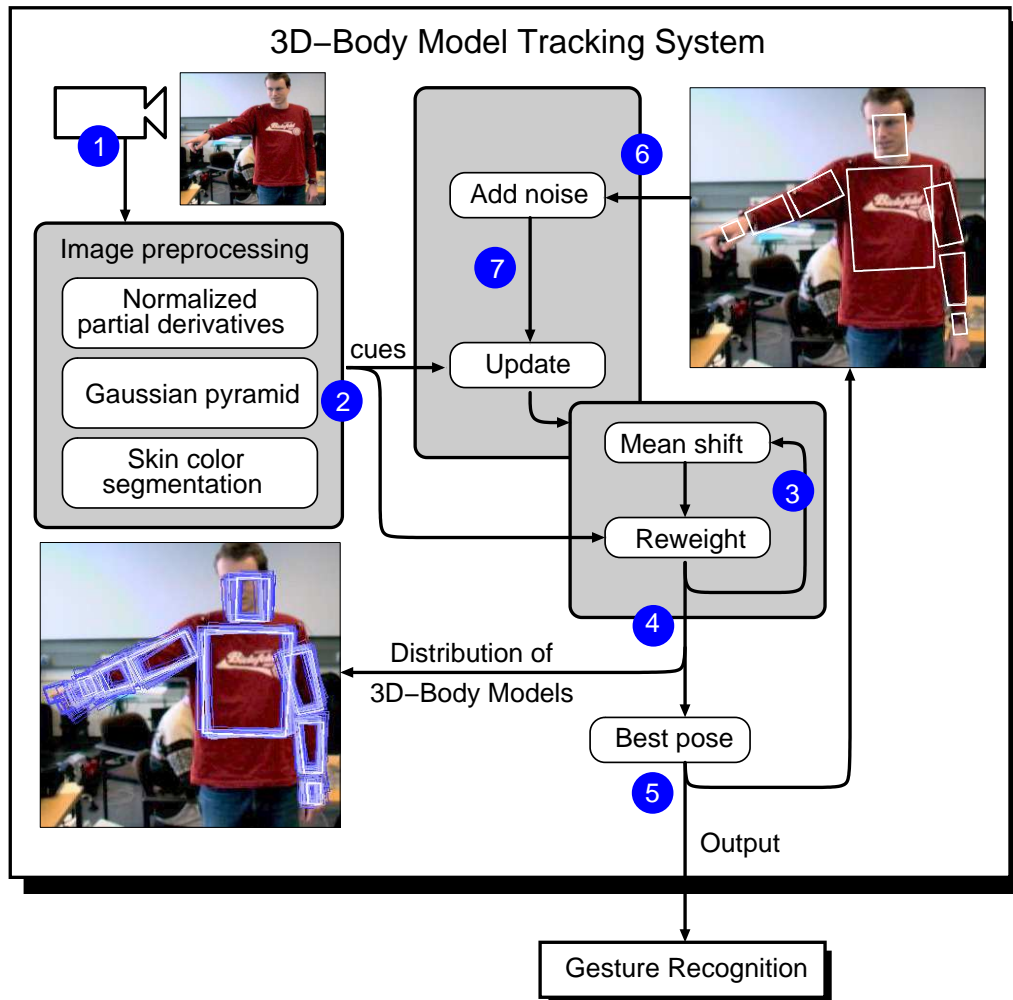 3D–Body Model Tracking System
1
6
Add noise
Image preprocessing
7
Normalized
partial derivatives
cues
Update
Gaussian pyramid
2
Mean shift
Skin color
segmentation
3
Reweight
4
Distribution of
3D–Body Models
Best pose
5
Output
Gesture Recognition